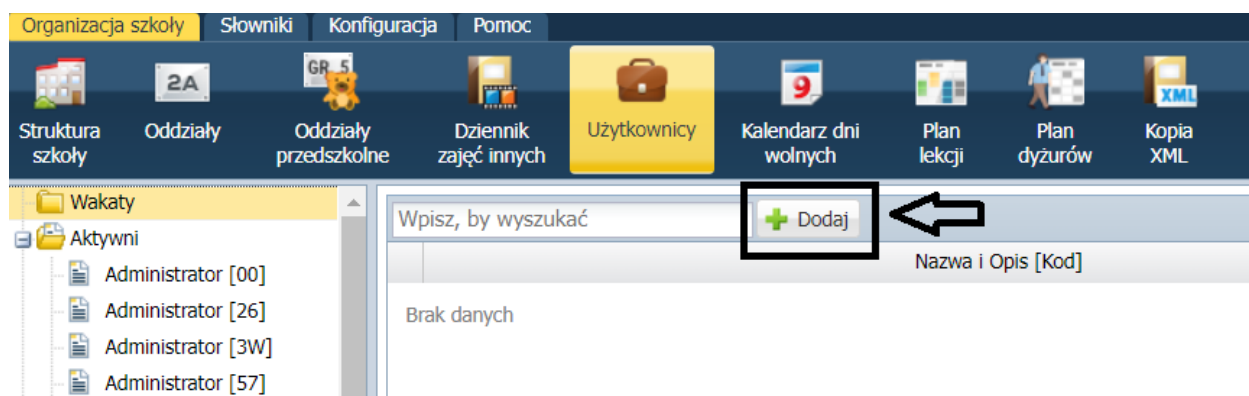 Organizacja szkoły Słowniki Konfiguracja Pomoc
GR 5
2A
9
XML
Struktura szkoły
Oddziały
Oddziały przedszkolne
Dziennik zajęć innych
Użytkownicy
Kalendarz dni wolnych
Plan lekcji
Plan dyżurów
Kopia XML
Wakaty
Aktywni
Administrator [00]
Administrator [26]
Administrator [3W]
Administrator [57]
Wpisz, by wyszukać
Dodaj
Nazwa i Opis [Kod]
Brak danych